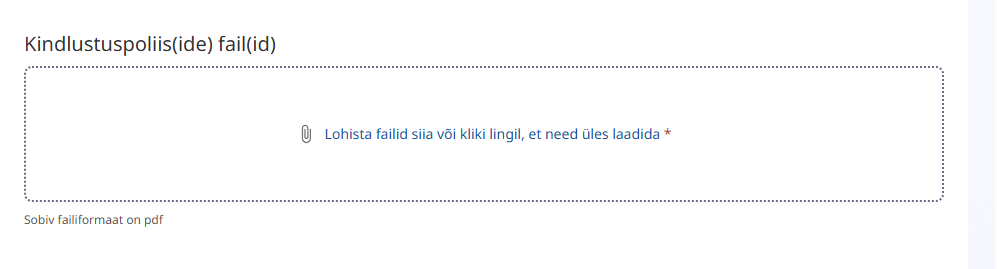 Kindlustuspoliis(ide) fail(id)
Lohista failid siia või kliki lingil, et need üles laadida *
Sobiv failiformaat on pdf